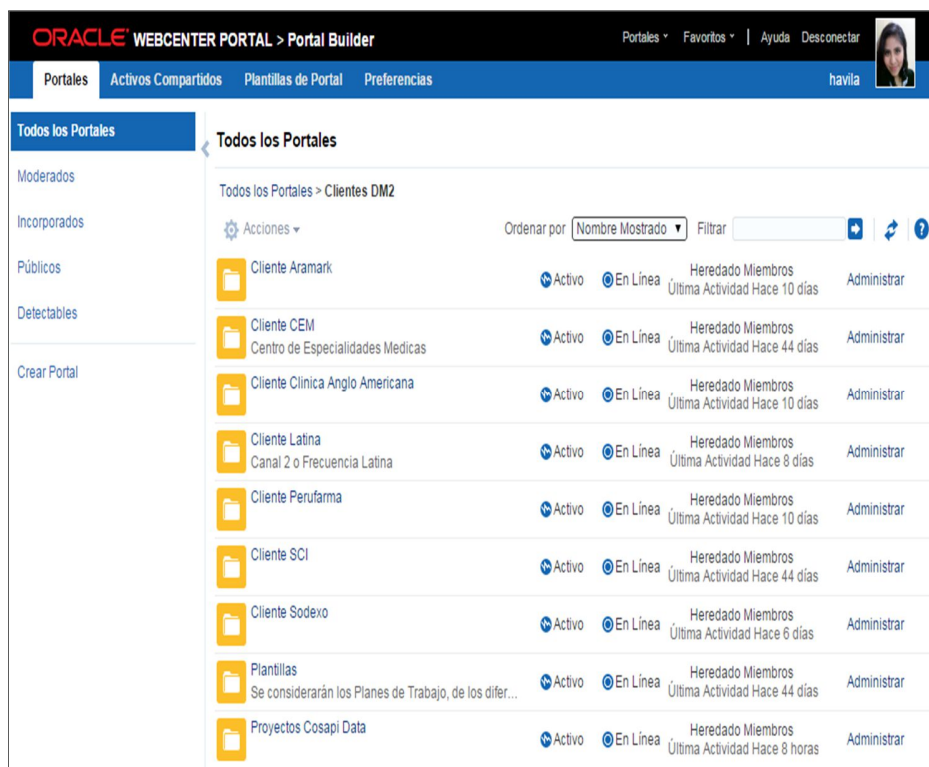 ORACLE WEBCENTER PORTAL > Portal Builder
Portales Favoritos | Ayuda Desconectar
Portales Activos Compartidos Plantillas de Portal Preferencias havila
Todos los Portales
Moderados
Incorporados
Públicos
Detectables
Crear Portal
Todos los Portales
Todos los Portales > Clientes DM2
Acciones Ordenar por Nombre Mostrado Filtrar
Cliente Aramark
Activo En Línea Heredado Miembros Administrar
Última Actividad Hace 10 días
Cliente CEM
Centro de Especialidades Medicas
Activo En Línea Heredado Miembros Administrar
Última Actividad Hace 44 días
Cliente Clinica Anglo Americana
Activo En Línea Heredado Miembros Administrar
Última Actividad Hace 10 días
Cliente Latina
Canal 2 o Frecuencia Latina
Activo En Línea Heredado Miembros Administrar
Última Actividad Hace 8 días
Cliente Perufarma
Activo En Línea Heredado Miembros Administrar
Última Actividad Hace 10 días
Cliente SCI
Activo En Línea Heredado Miembros Administrar
Última Actividad Hace 44 días
Cliente Sodexo
Activo En Línea Heredado Miembros Administrar
Última Actividad Hace 6 días
Plantillas
Se considerarán los Planes de Trabajo, de los difer...
Activo En Línea Heredado Miembros Administrar
Última Actividad Hace 44 días
Proyectos Cosapi Data
Activo En Línea Heredado Miembros Administrar
Última Actividad Hace 8 horas